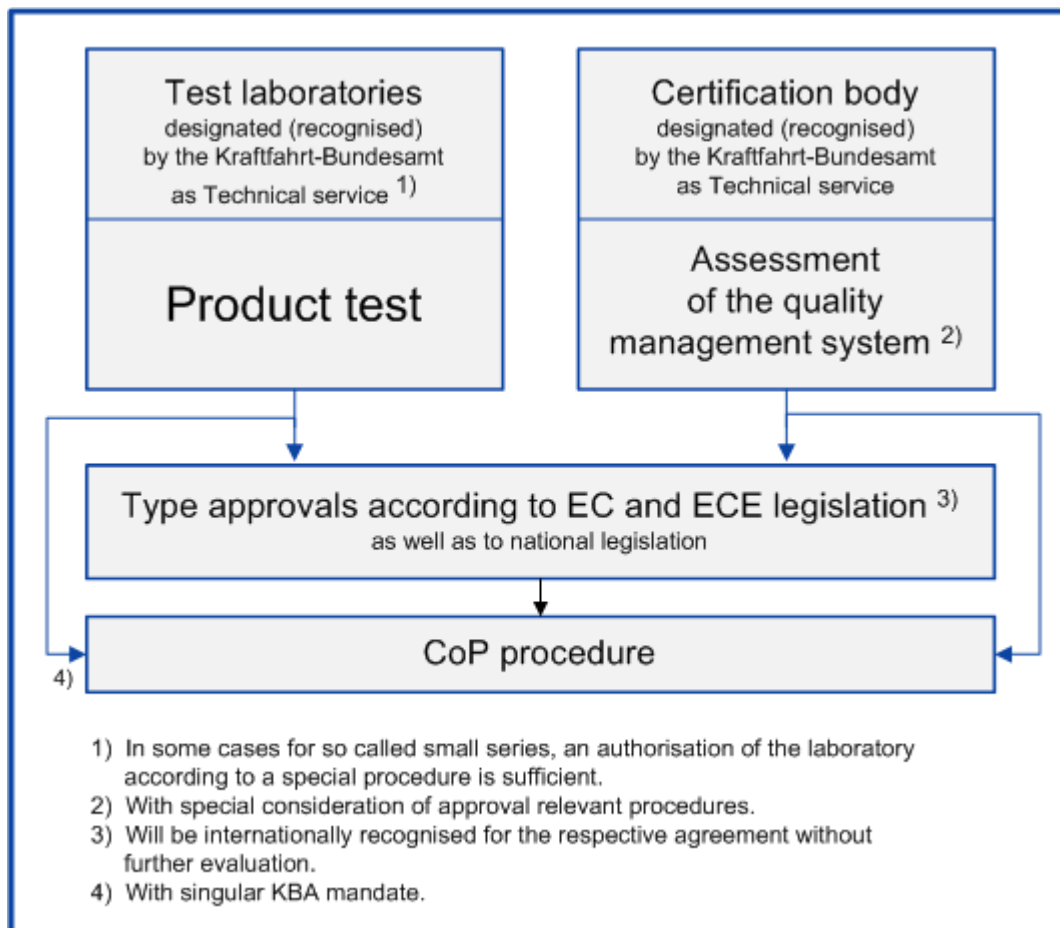 Test laboratories
designated (recognised)
by the Kraftfahrt-Bundesamt
as Technical service 1)
Product test
Certification body
designated (recognised)
by the Kraftfahrt-Bundesamt
as Technical service
Assessment
of the quality
management system 2)
Type approvals according to EC and ECE legislation 3)
as well as to national legislation
CoP procedure
4)
1) In some cases for so called small series, an authorisation of the laboratory
according to a special procedure is sufficient.
2) With special consideration of approval relevant procedures.
3) Will be internationally recognised for the respective agreement without
further evaluation.
4) With singular KBA mandate.